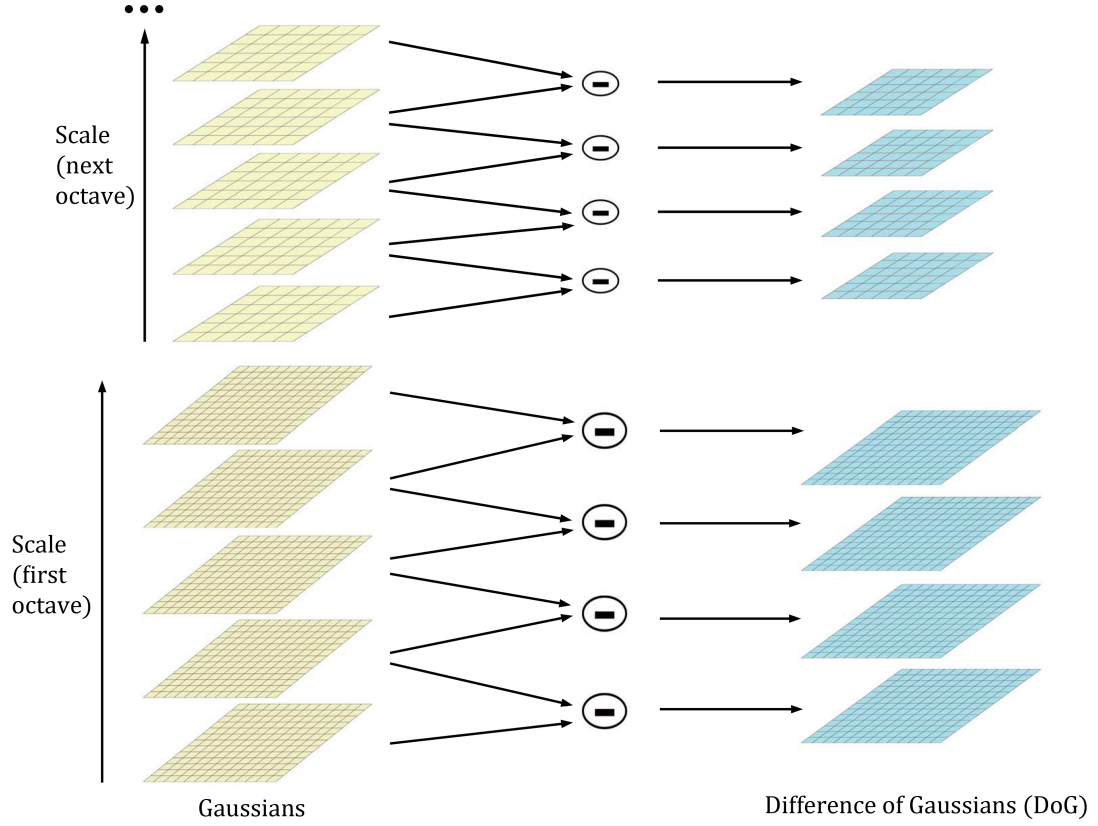 Scale
(next
octave)
Scale
(first
octave)
Gaussians
Difference of Gaussians (DoG)